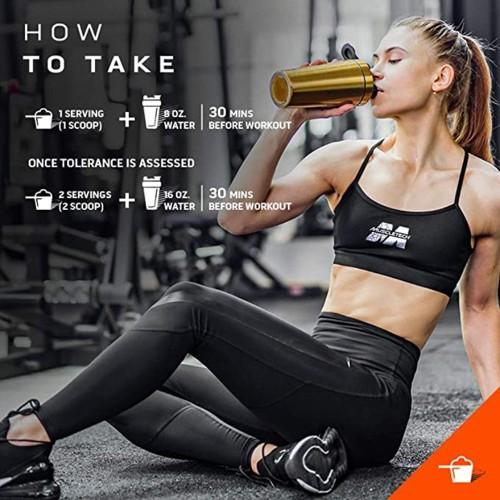 HOW
TO TAKE
1 SERVING
(1 SCOOP)
+
8 OZ.
WATER
30 MINS
BEFORE WORKOUT
ONCE TOLERANCE IS ASSESSED
2 SERVINGS
(2 SCOOP)
+
16 OZ.
WATER
30 MINS
BEFORE WORKOUT
MUSCLETECH